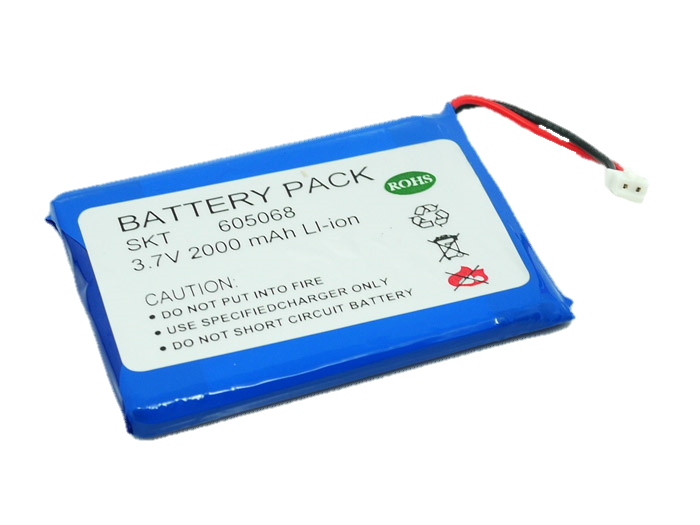 BATTERY PACK
ROHS
SKT 605068
3.7V 2000 mAh LI-ion
CAUTION:
• DO NOT PUT INTO FIRE
• USE SPECIFIEDCHARGER ONLY
• DO NOT SHORT CIRCUIT BATTERY